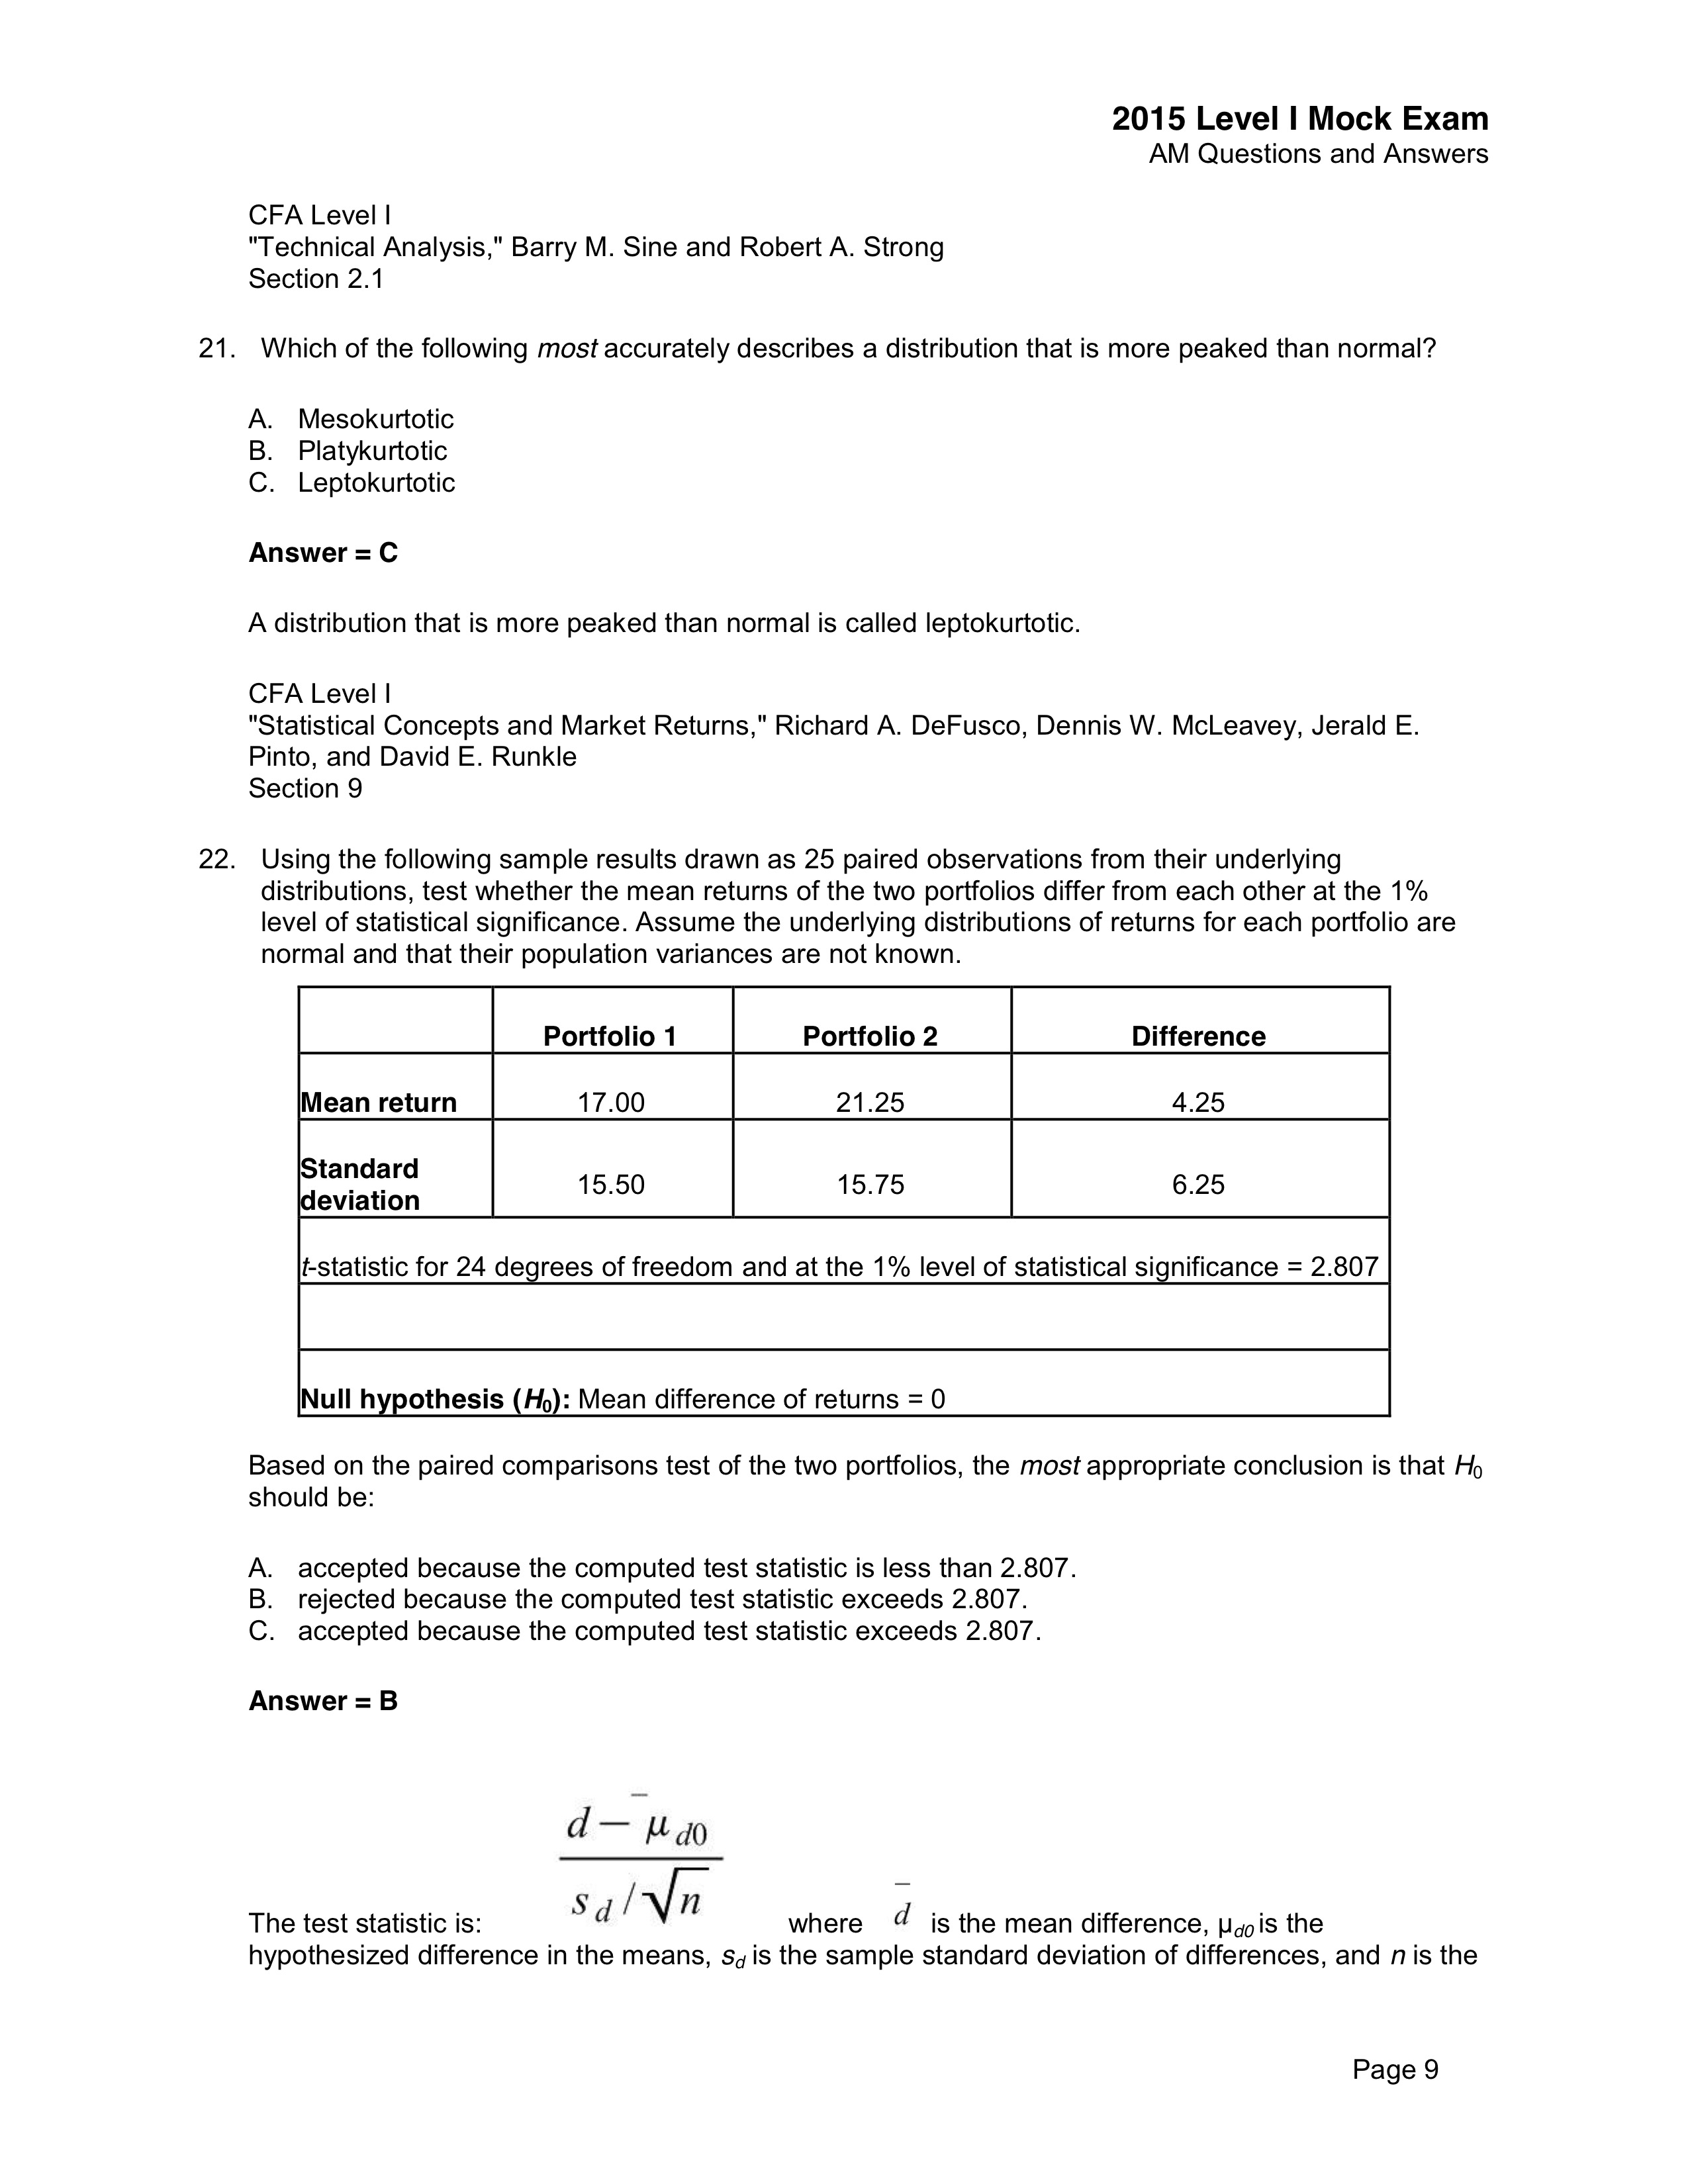 2015 Level I Mock Exam
AM Questions and Answers
CFA Level I
"Technical Analysis," Barry M. Sine and Robert A. Strong
Section 2.1
21. Which of the following most accurately describes a distribution that is more peaked than normal?
A. Mesokurtotic
B. Platykurtotic
C. Leptokurtotic
Answer = C
A distribution that is more peaked than normal is called leptokurtotic.
CFA Level I
"Statistical Concepts and Market Returns," Richard A. DeFusco, Dennis W. McLeavey, Jerald E.
Pinto, and David E. Runkle
Section 9
22. Using the following sample results drawn as 25 paired observations from their underlying
distributions, test whether the mean returns of the two portfolios differ from each other at the 1%
level of statistical significance. Assume the underlying distributions of returns for each portfolio are
normal and that their population variances are not known.
Portfolio 1 Portfolio 2 Difference
Mean return 17.00 21.25 4.25
Standard
deviation 15.50 15.75 6.25
t-statistic for 24 degrees of freedom and at the 1% level of statistical significance = 2.807
Null hypothesis (H0): Mean difference of returns = 0
Based on the paired comparisons test of the two portfolios, the most appropriate conclusion is that H0
should be:
A. accepted because the computed test statistic is less than 2.807.
B. rejected because the computed test statistic exceeds 2.807.
C. accepted because the computed test statistic exceeds 2.807.
Answer = B
d – ¯μ d0
s d / √n
The test statistic is: where d̄ is the mean difference, μd0 is the
hypothesized difference in the means, sd is the sample standard deviation of differences, and n is the
Page 9